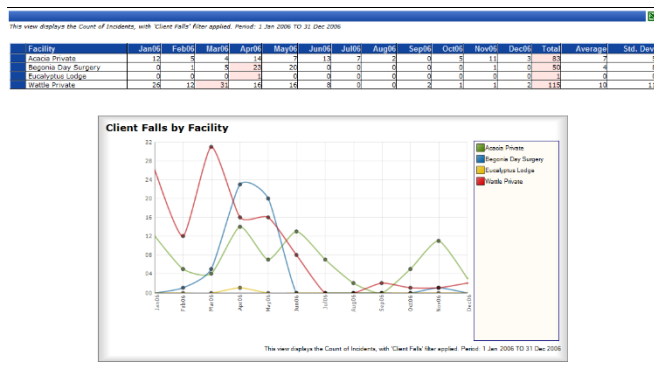 This view displays the Count of Incidents, with 'Client Falls' filter applied. Period: 1 Jan 2006 TO 31 Dec 2006
Facility Jan06 Feb06 Mar06 Apr06 May06 Jun06 Jul06 Aug06 Sep06 Oct06 Nov06 Dec06 Total Average Std. Dev
Acacia Private 12 5 4 14 7 13 7 2 0 5 11 3 83 7
Begonia Day Surgery 0 1 5 23 20 0 0 0 0 0 1 0 50 4
Eucalyptus Lodge 0 0 0 1 0 0 0 0 0 0 0 0 1 0
Wattle Private 26 12 31 16 16 8 0 0 2 1 1 2 115 10
Client Falls by Facility
32
28
24
20
16
12
08
04
00
Jan06 Feb06 Mar06 Apr06 May06 Jun06 Jul06 Aug06 Sep06 Oct06 Nov06 Dec06
Acacia Private
Begonia Day Surgery
Eucalyptus Lodge
Wattle Private
This view displays the Count of Incidents, with 'Client Falls' filter applied. Period: 1 Jan 2006 TO 31 Dec 2006